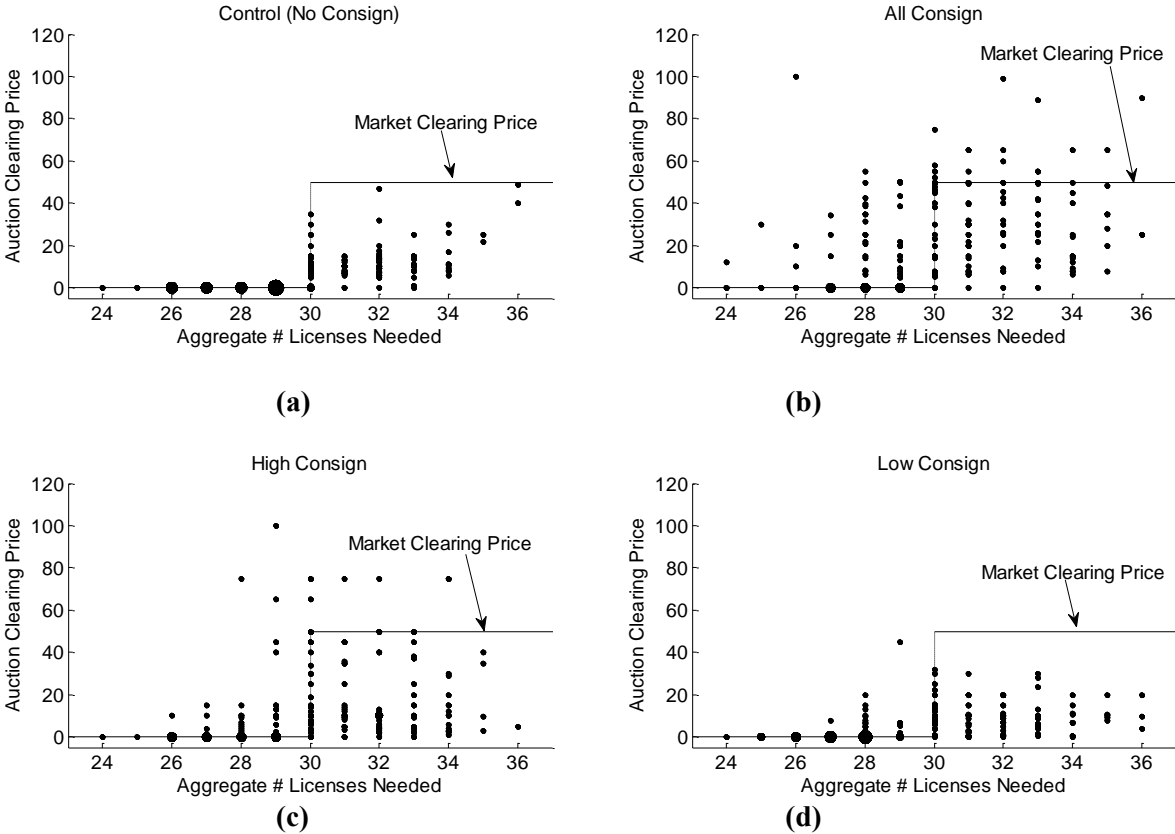 Control (No Consign)
120
100
80
60
40
20
0
Auction Clearing Price
Market Clearing Price
24 26 28 30 32 34 36
Aggregate # Licenses Needed
(a)
All Consign
120
100
80
60
40
20
0
Auction Clearing Price
Market Clearing Price
24 26 28 30 32 34 36
Aggregate # Licenses Needed
(b)
High Consign
120
100
80
60
40
20
0
Auction Clearing Price
Market Clearing Price
24 26 28 30 32 34 36
Aggregate # Licenses Needed
(c)
Low Consign
120
100
80
60
40
20
0
Auction Clearing Price
Market Clearing Price
24 26 28 30 32 34 36
Aggregate # Licenses Needed
(d)